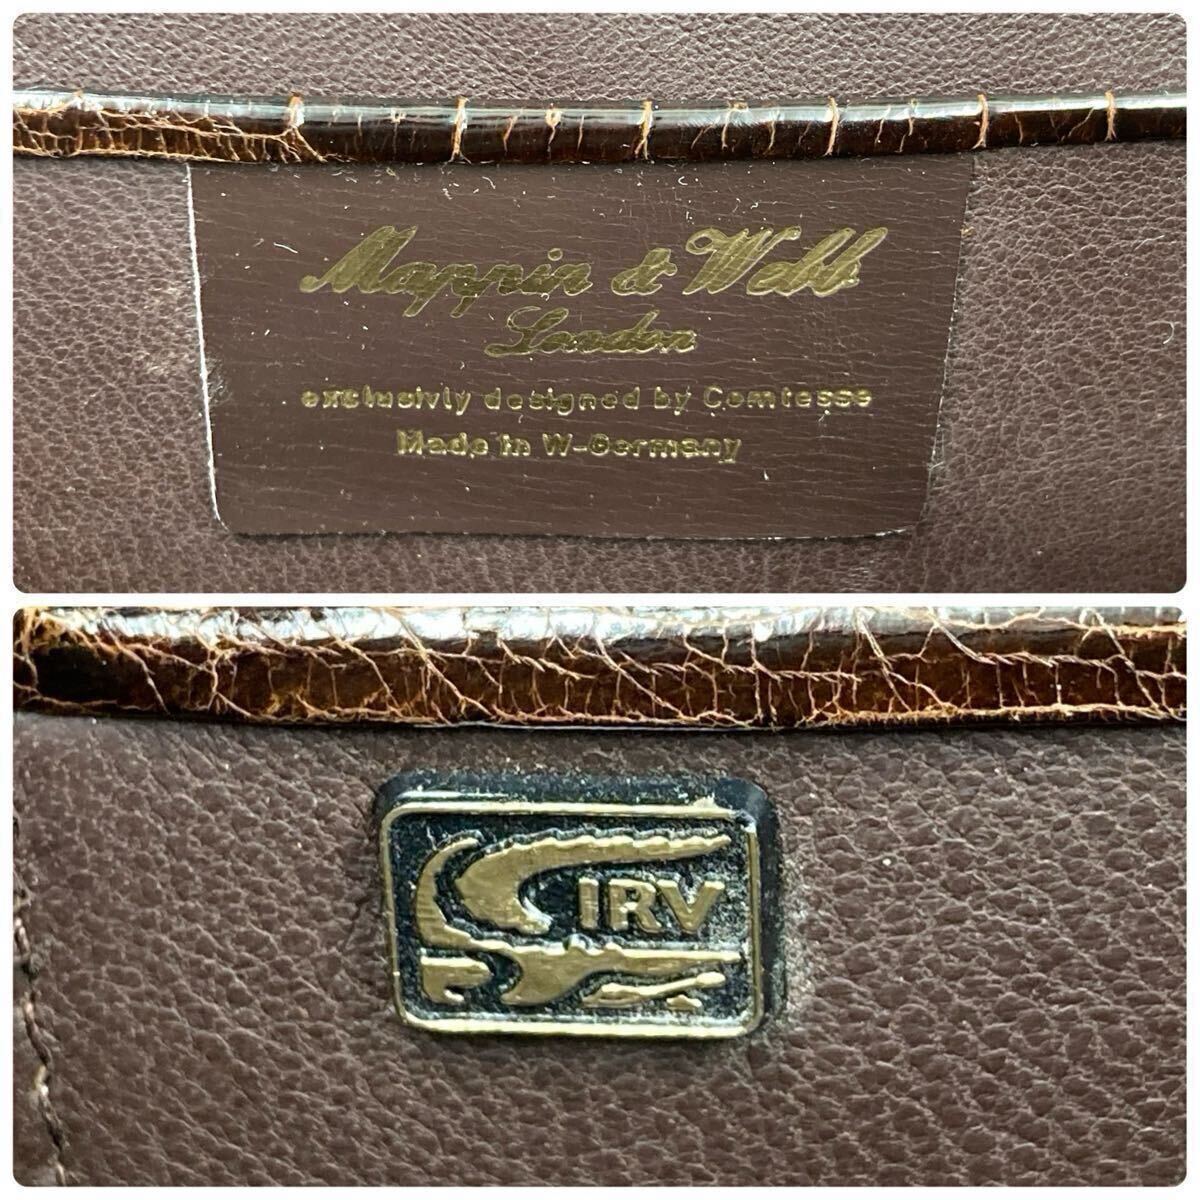 Mappin & Webb
London
exclusivly designed by Comtesse
Made in W-Germany
IRV